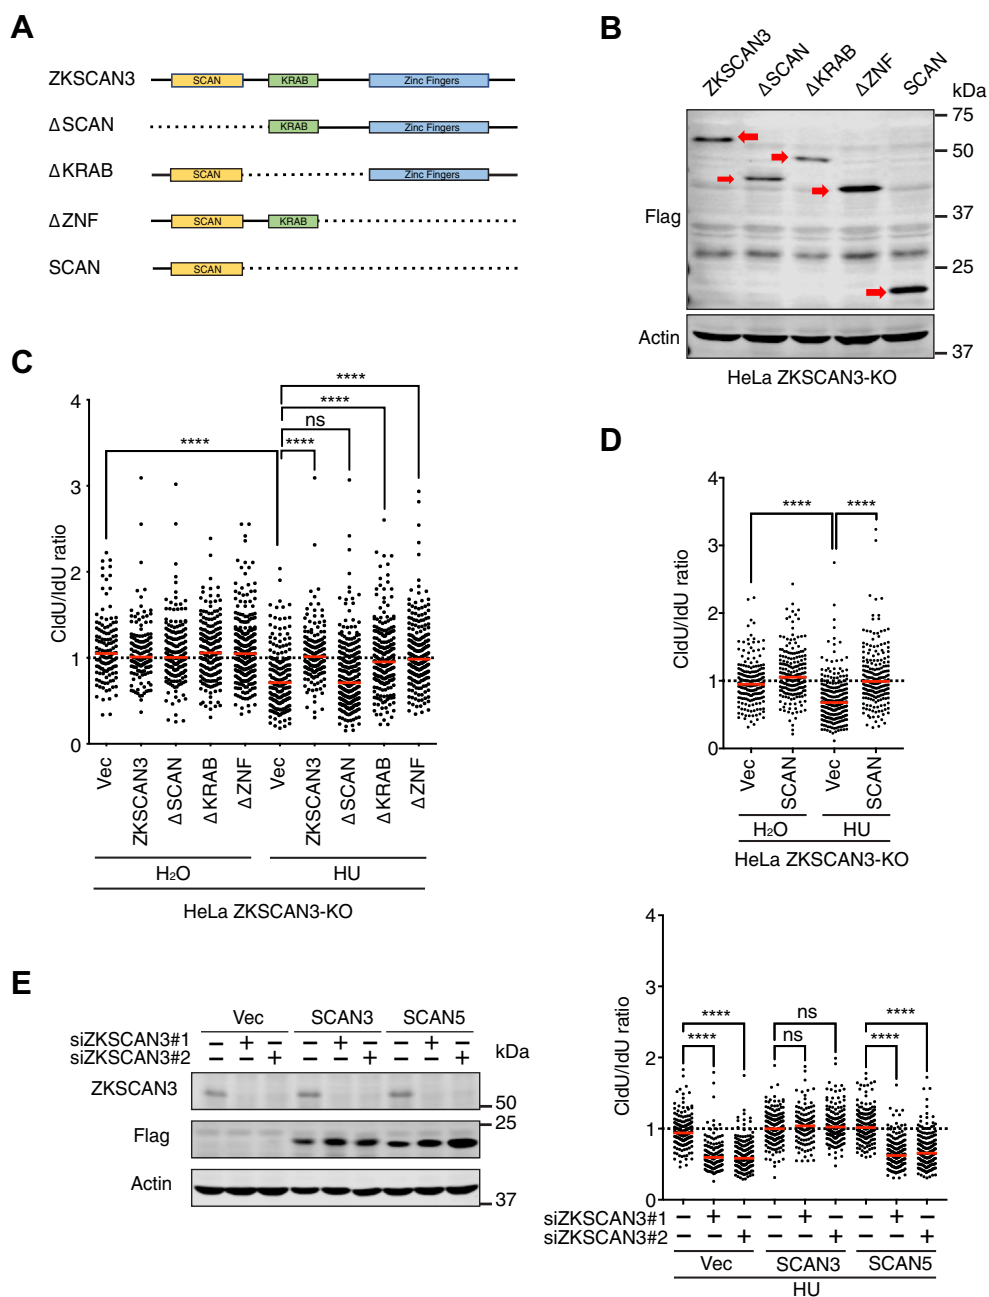 A
ZKSCAN3
SCAN
KRAB
Zinc Fingers
ΔSCAN
KRAB
Zinc Fingers
ΔKRAB
SCAN
Zinc Fingers
ΔZNF
SCAN
KRAB
SCAN
SCAN
B
ZKSCAN3
ΔSCAN
ΔKRAB
ΔZNF
SCAN
kDa
75
50
Flag
37
25
Actin
37
HeLa ZKSCAN3-KO
C
****
****
ns
****
****
4
3
2
1
0
CldU/IdU ratio
Vec
ZKSCAN3
ΔSCAN
ΔKRAB
ΔZNF
Vec
ZKSCAN3
ΔSCAN
ΔKRAB
ΔZNF
H2O
HU
HeLa ZKSCAN3-KO
D
****
****
4
3
2
1
0
CldU/IdU ratio
Vec
SCAN
Vec
SCAN
H2O
HU
HeLa ZKSCAN3-KO
E
Vec
SCAN3
SCAN5
siZKSCAN3#1 – + – + – +
siZKSCAN3#2 – + – + – +
kDa
ZKSCAN3
50
25
Flag
Actin
37
4
3
2
1
0
CldU/IdU ratio
****
****
ns
ns
****
****
siZKSCAN3#1 – + – – + – – + –
siZKSCAN3#2 – – + – – + – – +
Vec
SCAN3
SCAN5
HU